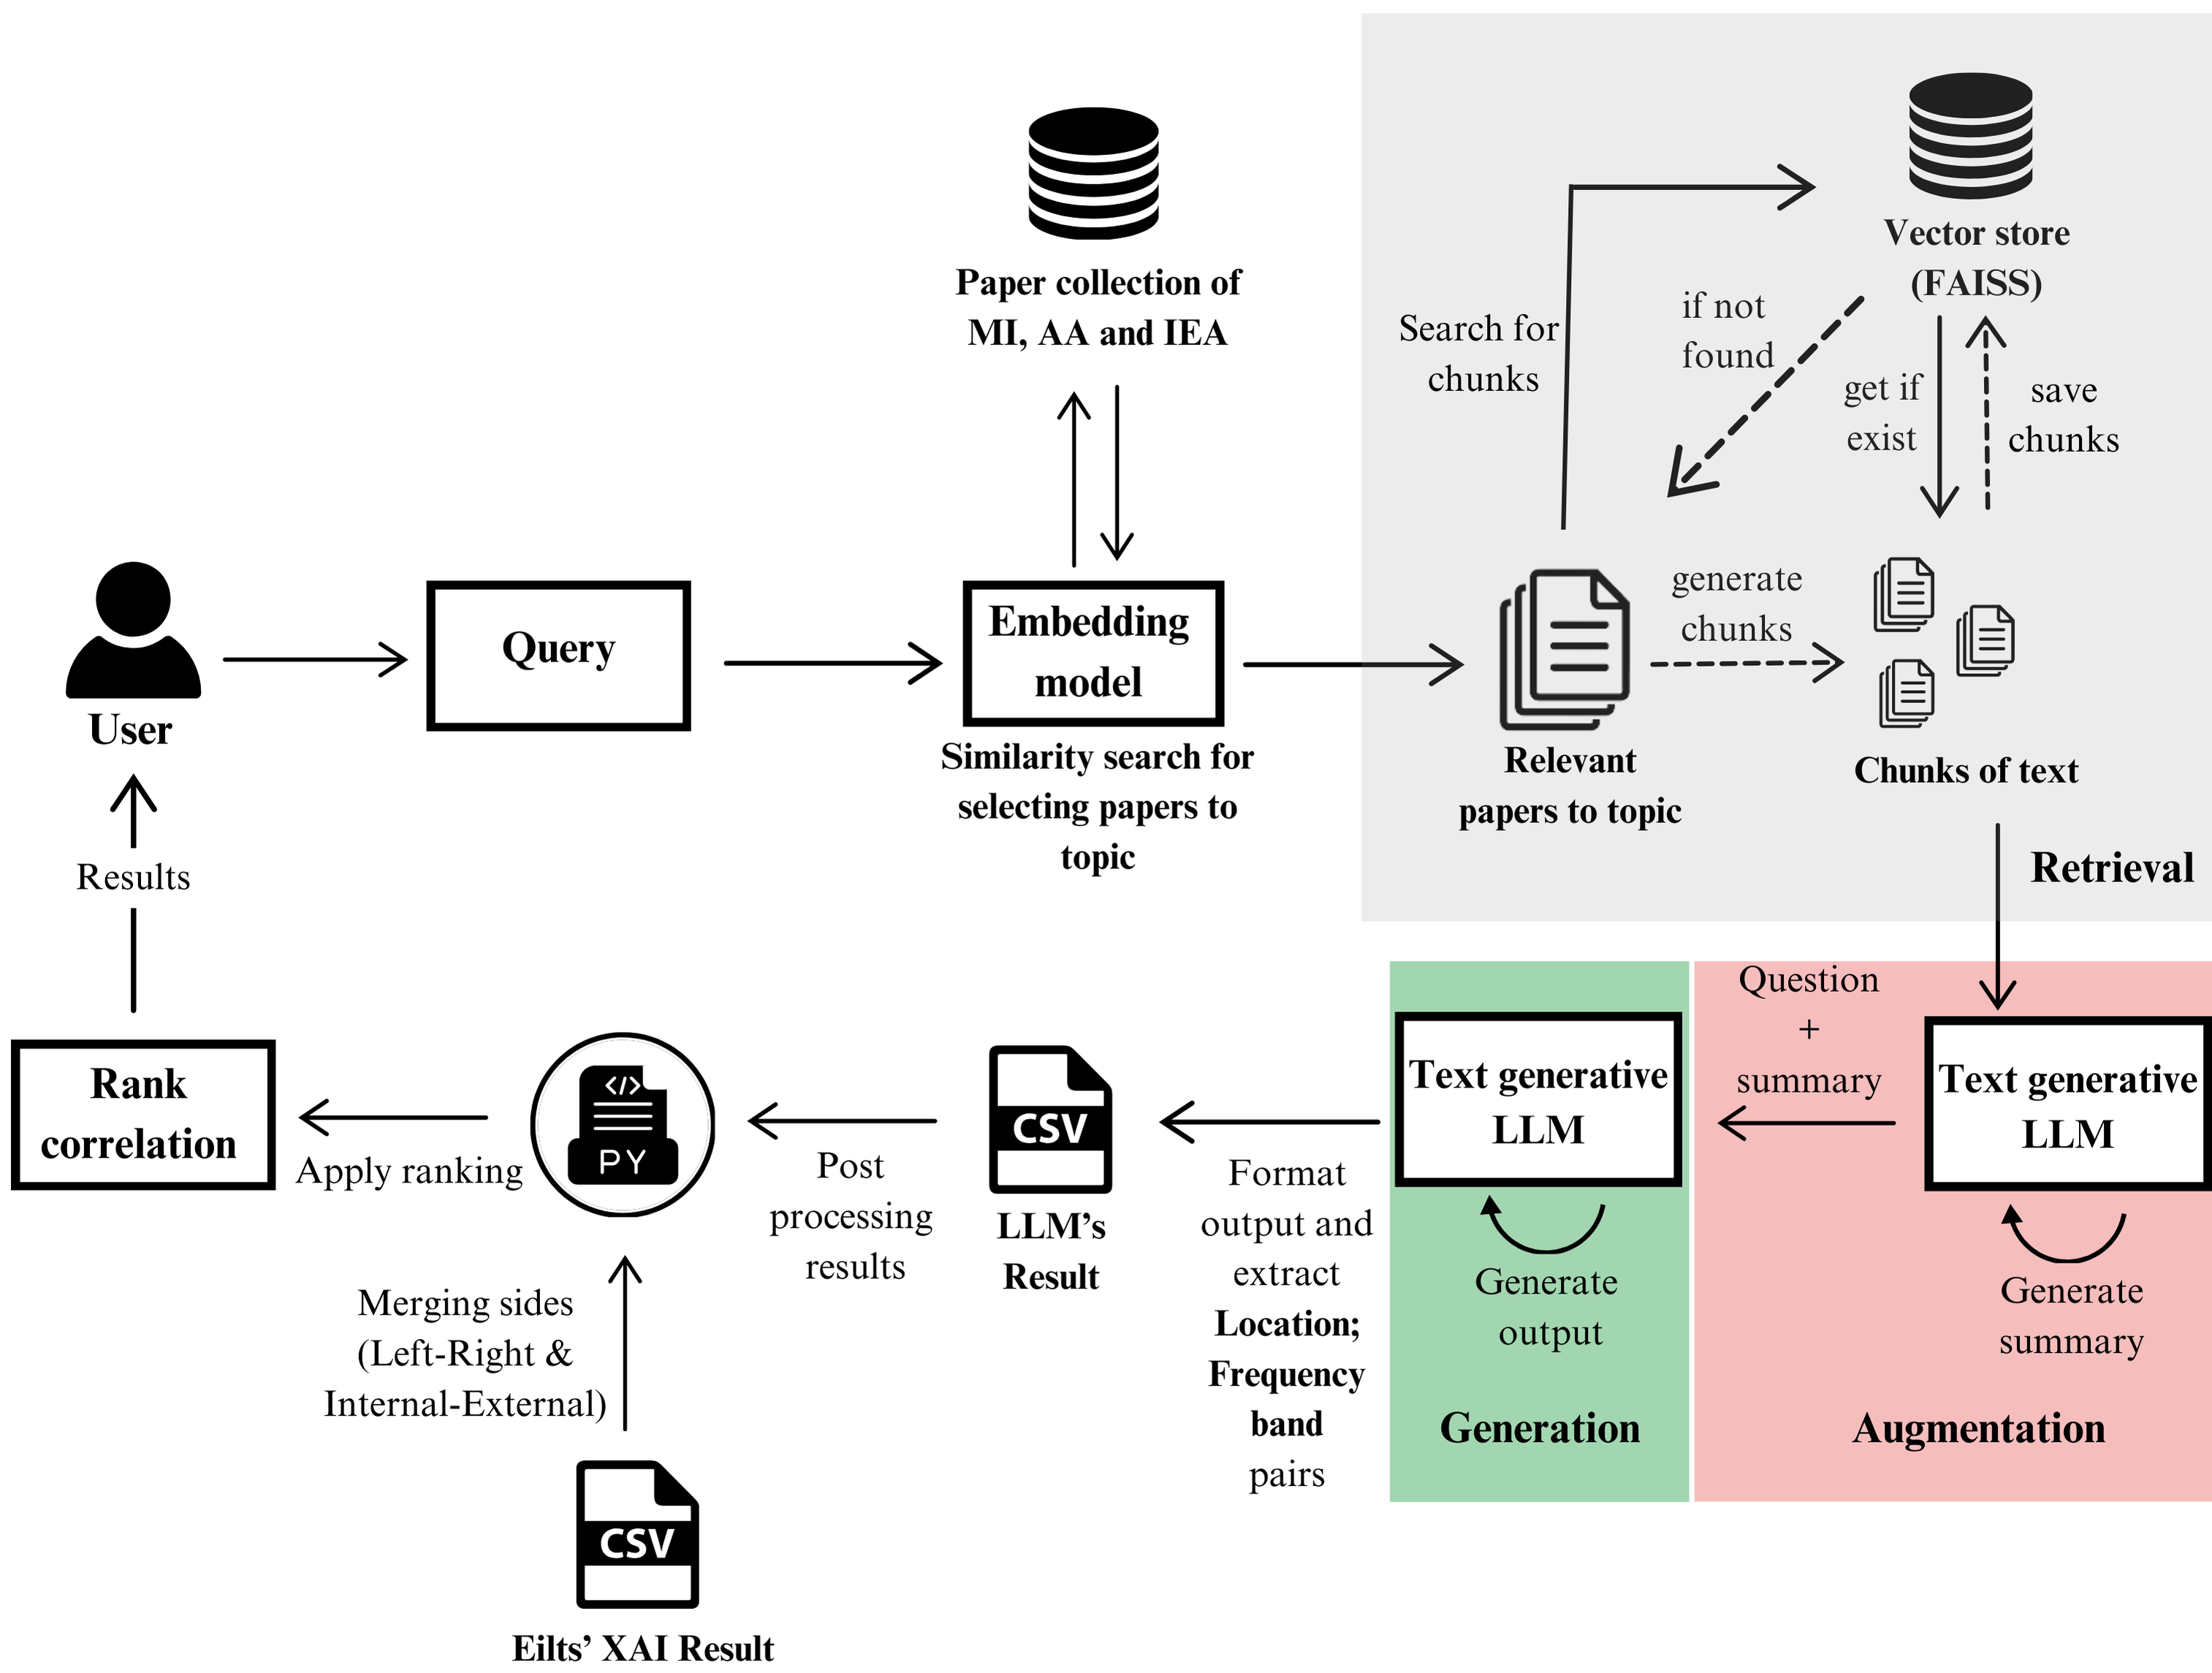 Vector store
(FAISS)
Paper collection of
MI, AA and IEA
Search for
chunks
if not
found
get if
exist
save
chunks
User
Query
Embedding
model
Similarity search for
selecting papers to
topic
generate
chunks
Relevant
papers to topic
Chunks of text
Retrieval
Results
Question
+
summary
Text generative
LLM
Generate
summary
Augmentation
Text generative
LLM
Generate
output
Generation
Format
output and
extract
Location;
Frequency
band
pairs
CSV
LLM’s
Result
Post
processing
results
</>
PY
Apply ranking
Rank
correlation
Merging sides
(Left-Right &
Internal-External)
CSV
Eilts’ XAI Result